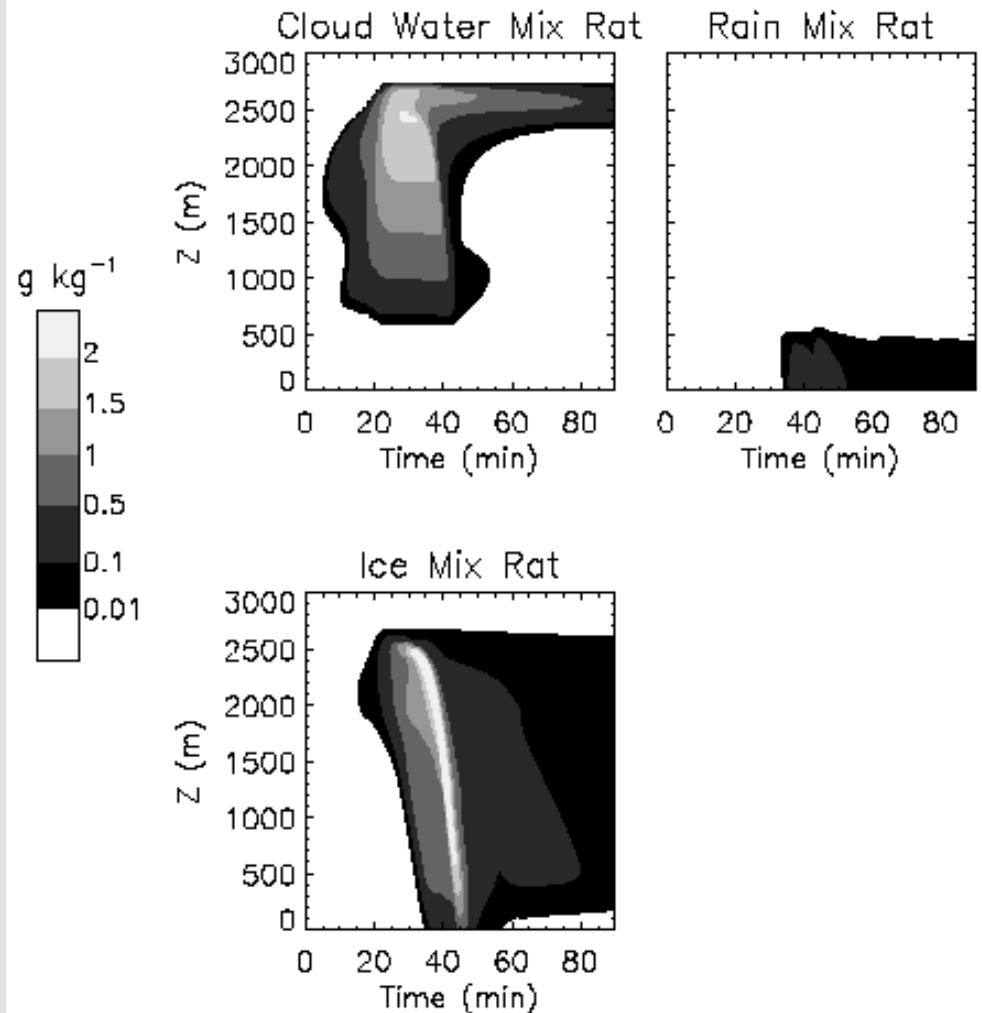 Cloud Water Mix Rat
3000
2500
2000
1500
1000
500
0
Z (m)
0 20 40 60 80
Time (min)
Rain Mix Rat
0 20 40 60 80
Time (min)
g kg⁻¹
2
1.5
1
0.5
0.1
0.01
Ice Mix Rat
3000
2500
2000
1500
1000
500
0
Z (m)
0 20 40 60 80
Time (min)